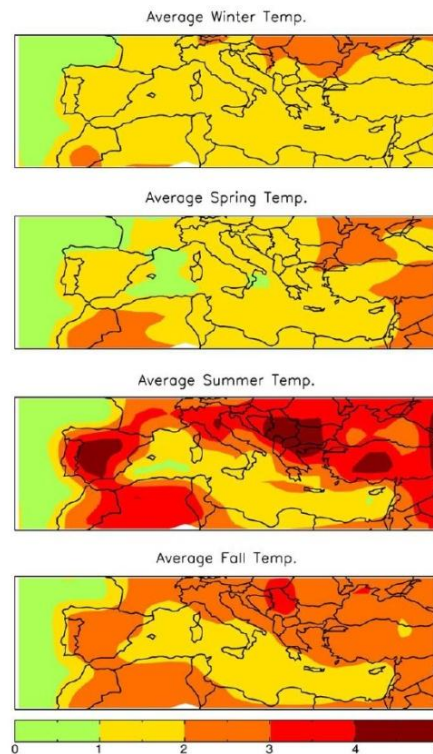 Average Winter Temp.
Average Spring Temp.
Average Summer Temp.
Average Fall Temp.
0 1 2 3 4